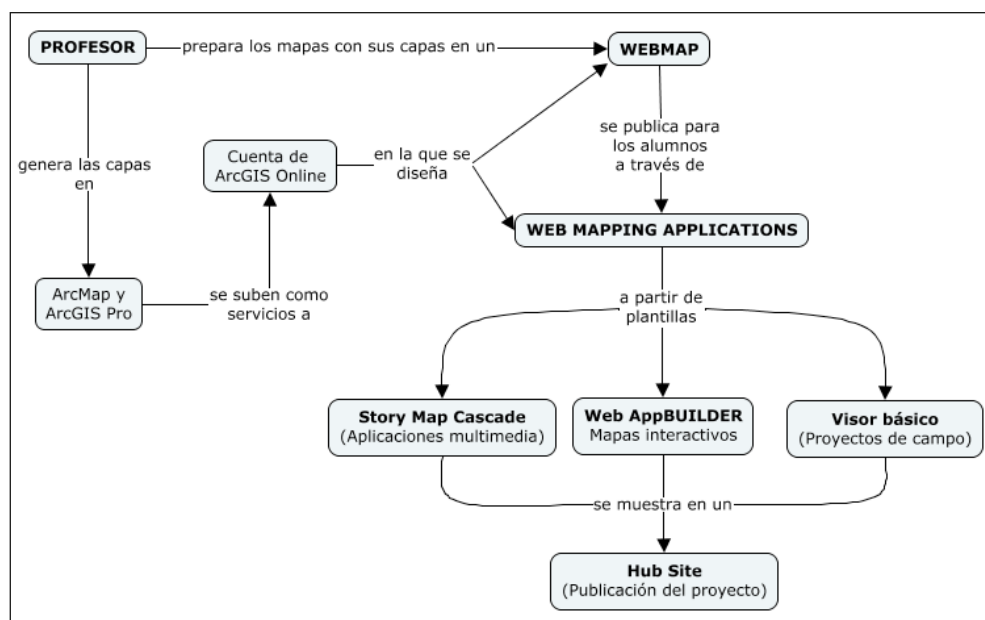 PROFESOR
prepara los mapas con sus capas en un
WEBMAP
genera las capas
en
Cuenta de
ArcGIS Online
en la que se
diseña
se publica para
los alumnos
a través de
WEB MAPPING APPLICATIONS
ArcMap y
ArcGIS Pro
se suben como
servicios a
a partir de
plantillas
Story Map Cascade
(Aplicaciones multimedia)
Web AppBUILDER
Mapas interactivos
Visor básico
(Proyectos de campo)
se muestra en un
Hub Site
(Publicación del proyecto)